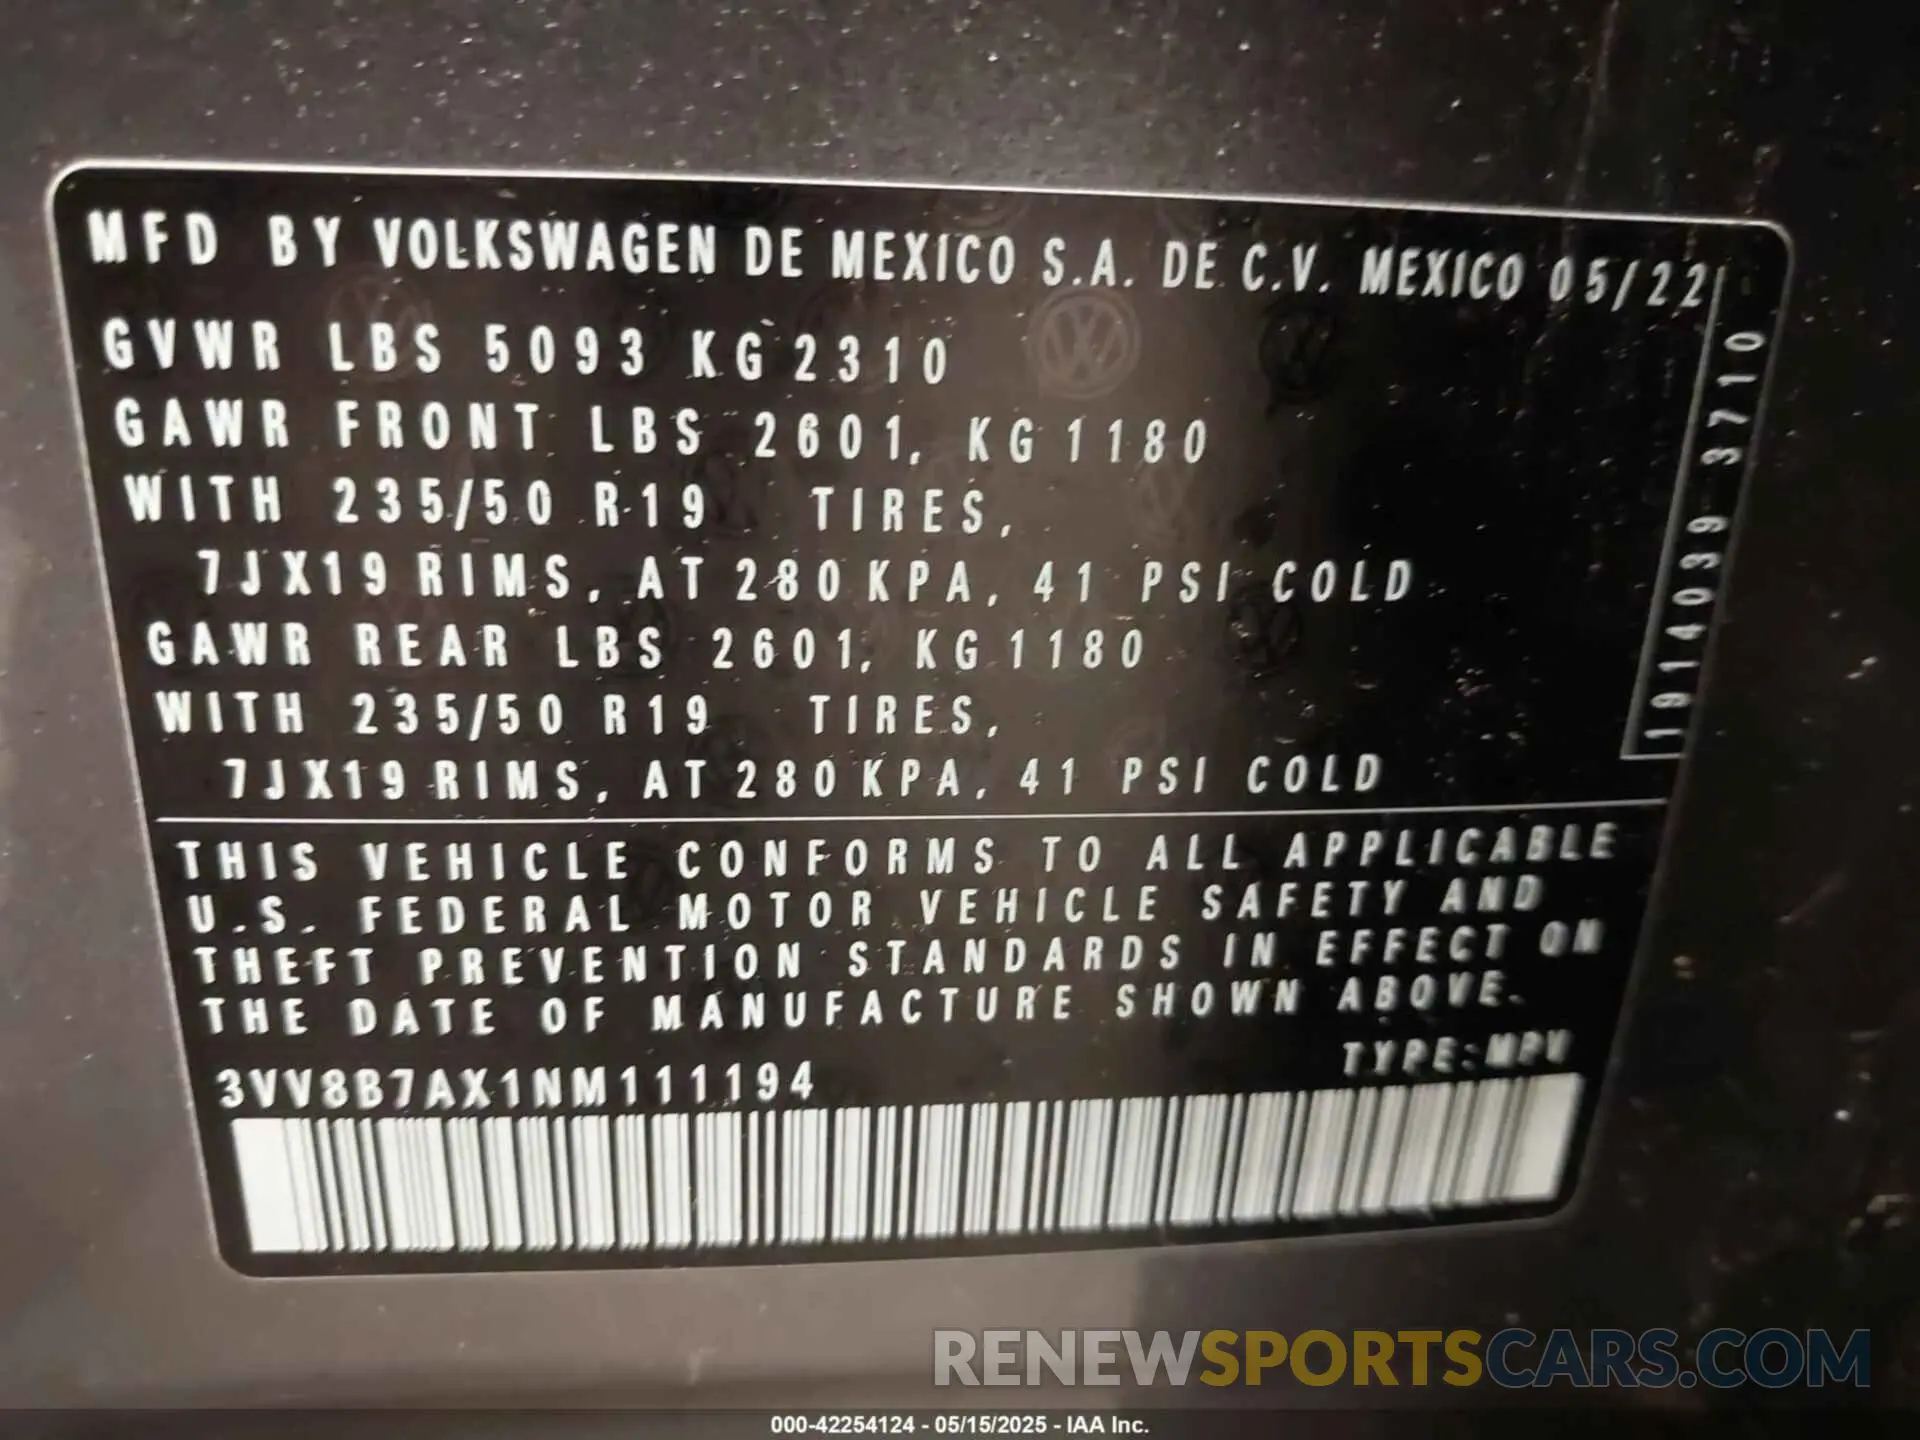 MFD BY VOLKSWAGEN DE MEXICO S.A. DE C.V. MEXICO 05/22
GVWR LBS 5093 KG 2310
GAWR FRONT LBS 2601, KG 1180
WITH 235/50 R19 TIRES,
7JX19 RIMS, AT 280 KPA, 41 PSI COLD
GAWR REAR LBS 2601, KG 1180
WITH 235/50 R19 TIRES,
7JX19 RIMS, AT 280 KPA, 41 PSI COLD
1914039 3710
THIS VEHICLE CONFORMS TO ALL APPLICABLE
U.S. FEDERAL MOTOR VEHICLE SAFETY AND
THEFT PREVENTION STANDARDS IN EFFECT ON
THE DATE OF MANUFACTURE SHOWN ABOVE.
TYPE: MPV
3VV8B7AX1NM111194
RENEWSPORTSCARS.COM
000-42254124 - 05/15/2025 - IAA Inc.